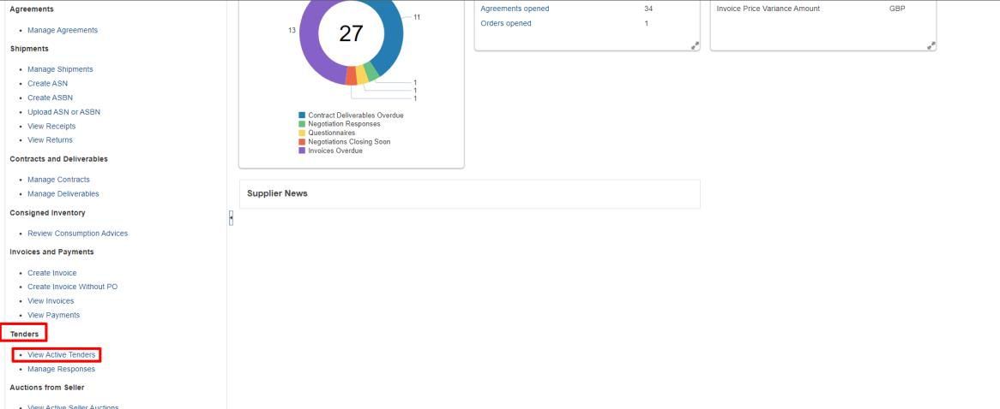 Agreements
Manage Agreements
Shipments
Manage Shipments
Create ASN
Create ASBN
Upload ASN or ASBN
View Receipts
View Returns
Contracts and Deliverables
Manage Contracts
Manage Deliverables
Consigned Inventory
Review Consumption Advices
Invoices and Payments
Create Invoice
Create Invoice Without PO
View Invoices
View Payments
Tenders
View Active Tenders
Manage Responses
Auctions from Seller
View Active Seller Auctions
11
13
27
1
1
1
Contract Deliverables Overdue
Negotiation Responses
Questionnaires
Negotiations Closing Soon
Invoices Overdue
Agreements opened 34
Orders opened 1
Invoice Price Variance Amount GBP
Supplier News